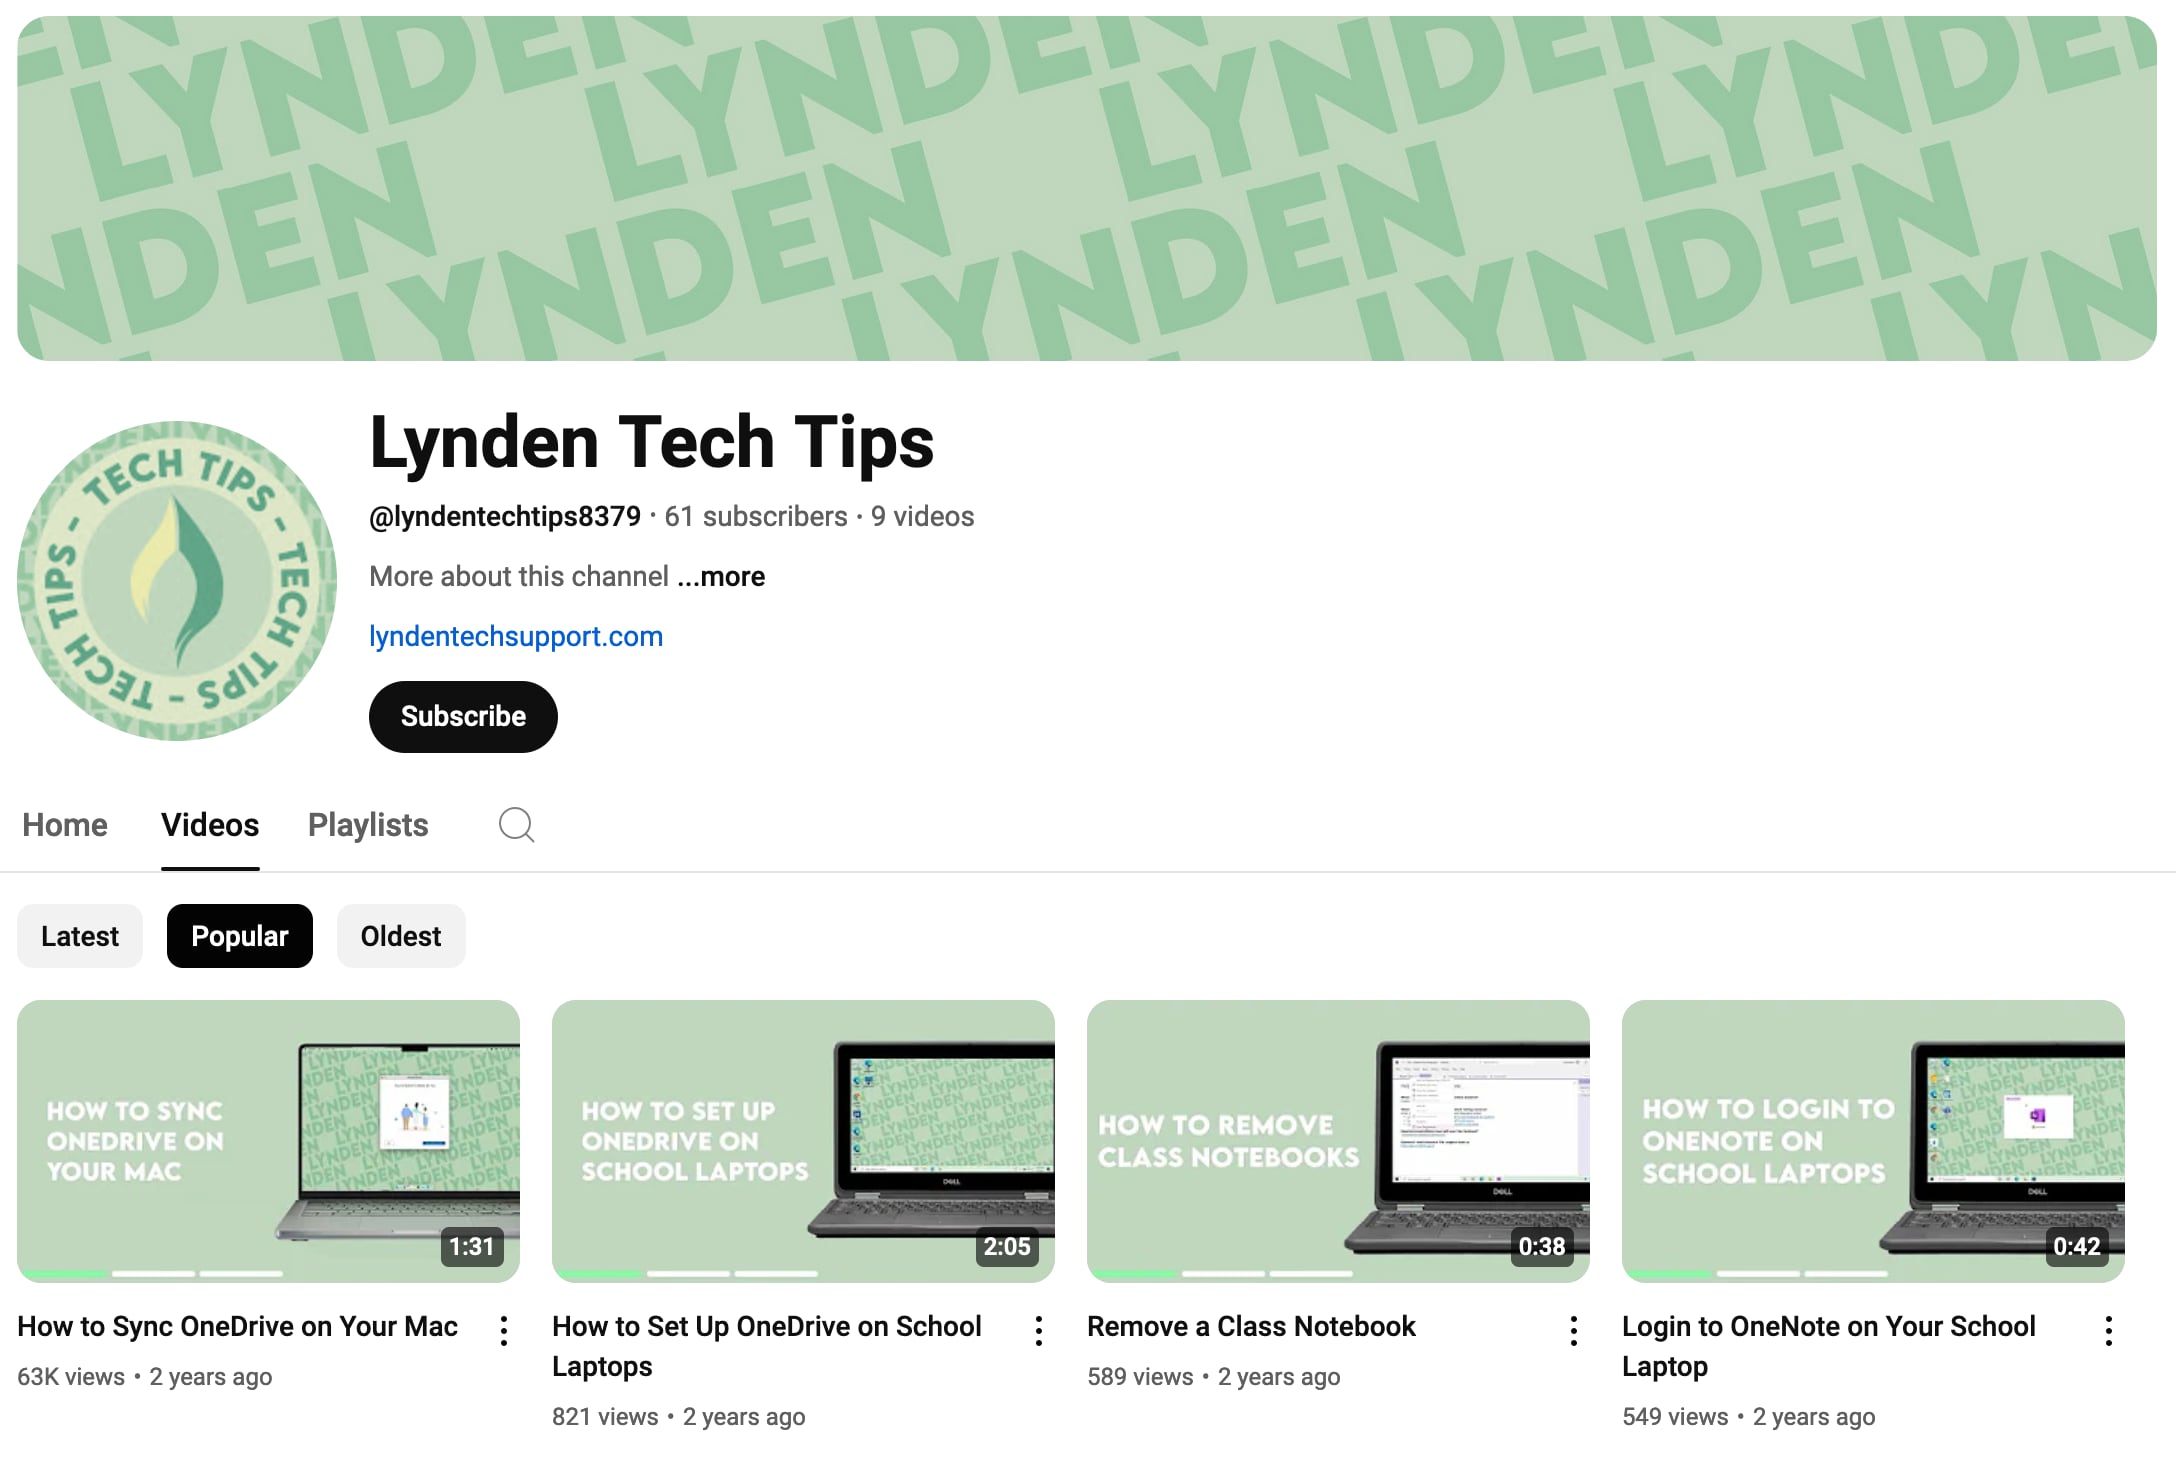 LYNDEN LYNDEN LYNDEN LYNDEN
LYNDEN LYNDEN LYNDEN
TECH TIPS - TECH TIPS - TECH TIPS -
Lynden Tech Tips
@lyndentechtips8379 · 61 subscribers · 9 videos
More about this channel ...more
lyndentechsupport.com
Subscribe
Home Videos Playlists
Latest Popular Oldest
HOW TO SYNC
ONEDRIVE ON
YOUR MAC
1:31
How to Sync OneDrive on Your Mac
63K views • 2 years ago
HOW TO SET UP
ONEDRIVE ON
SCHOOL LAPTOPS
DELL
2:05
How to Set Up OneDrive on School
Laptops
821 views • 2 years ago
HOW TO REMOVE
CLASS NOTEBOOKS
DELL
0:38
Remove a Class Notebook
589 views • 2 years ago
HOW TO LOGIN TO
ONENOTE ON
SCHOOL LAPTOPS
DELL
0:42
Login to OneNote on Your School
Laptop
549 views • 2 years ago